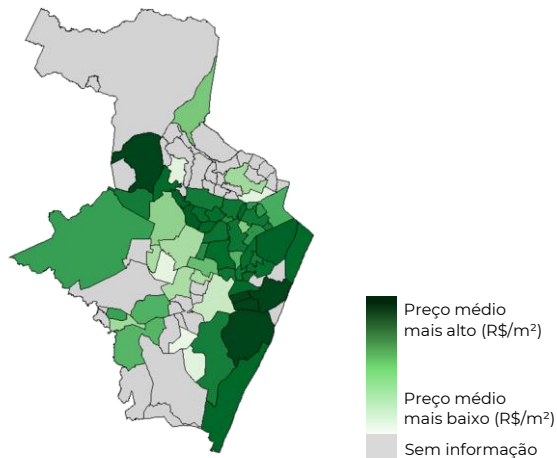 Preço médio
mais alto (R$/m²)
Preço médio
mais baixo (R$/m²)
Sem informação